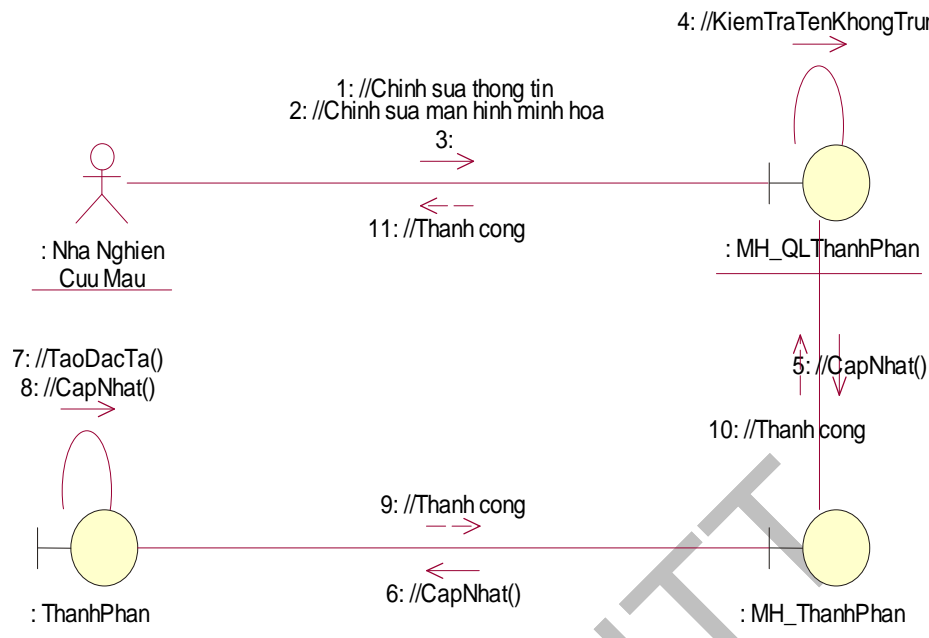 4: //KiemTraTenKhongTrun
1: //Chinh sua thong tin
2: //Chinh sua man hinh minh hoa
3:
11: //Thanh cong
: Nha Nghien
Cuu Mau
: MH_QLThanhPhan
7: //TaoDacTa()
8: //CapNhat()
5: //CapNhat()
10: //Thanh cong
9: //Thanh cong
6: //CapNhat()
: ThanhPhan
: MH_ThanhPhan